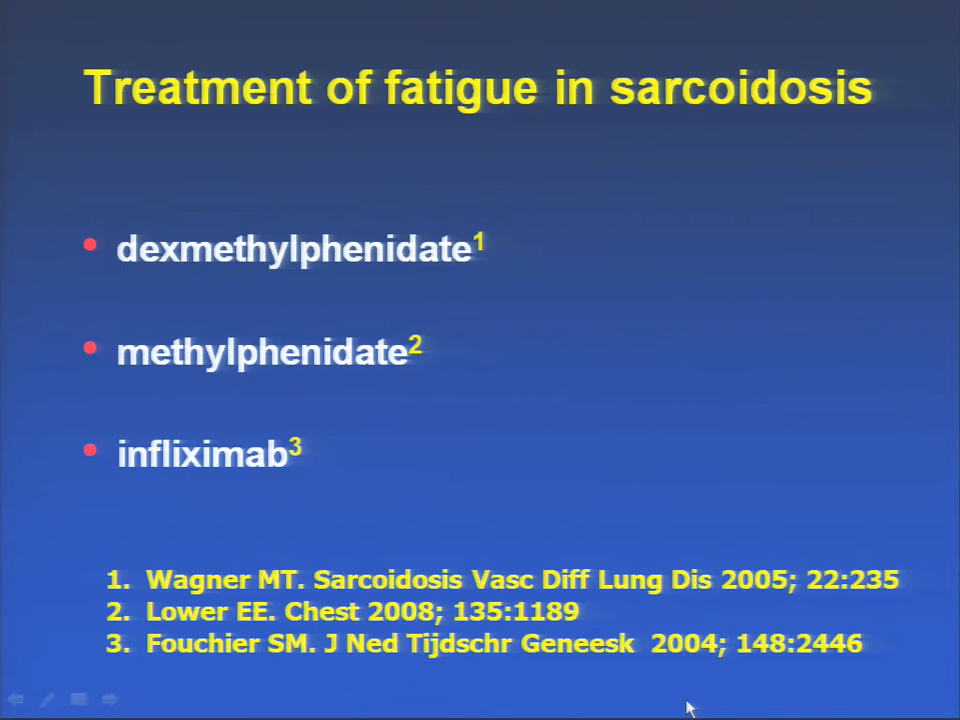 Treatment of fatigue in sarcoidosis
• dexmethylphenidate1
• methylphenidate2
• infliximab3
1. Wagner MT. Sarcoidosis Vasc Diff Lung Dis 2005; 22:235
2. Lower EE. Chest 2008; 135:1189
3. Fouchier SM. J Ned Tijdschr Geneesk 2004; 148:2446